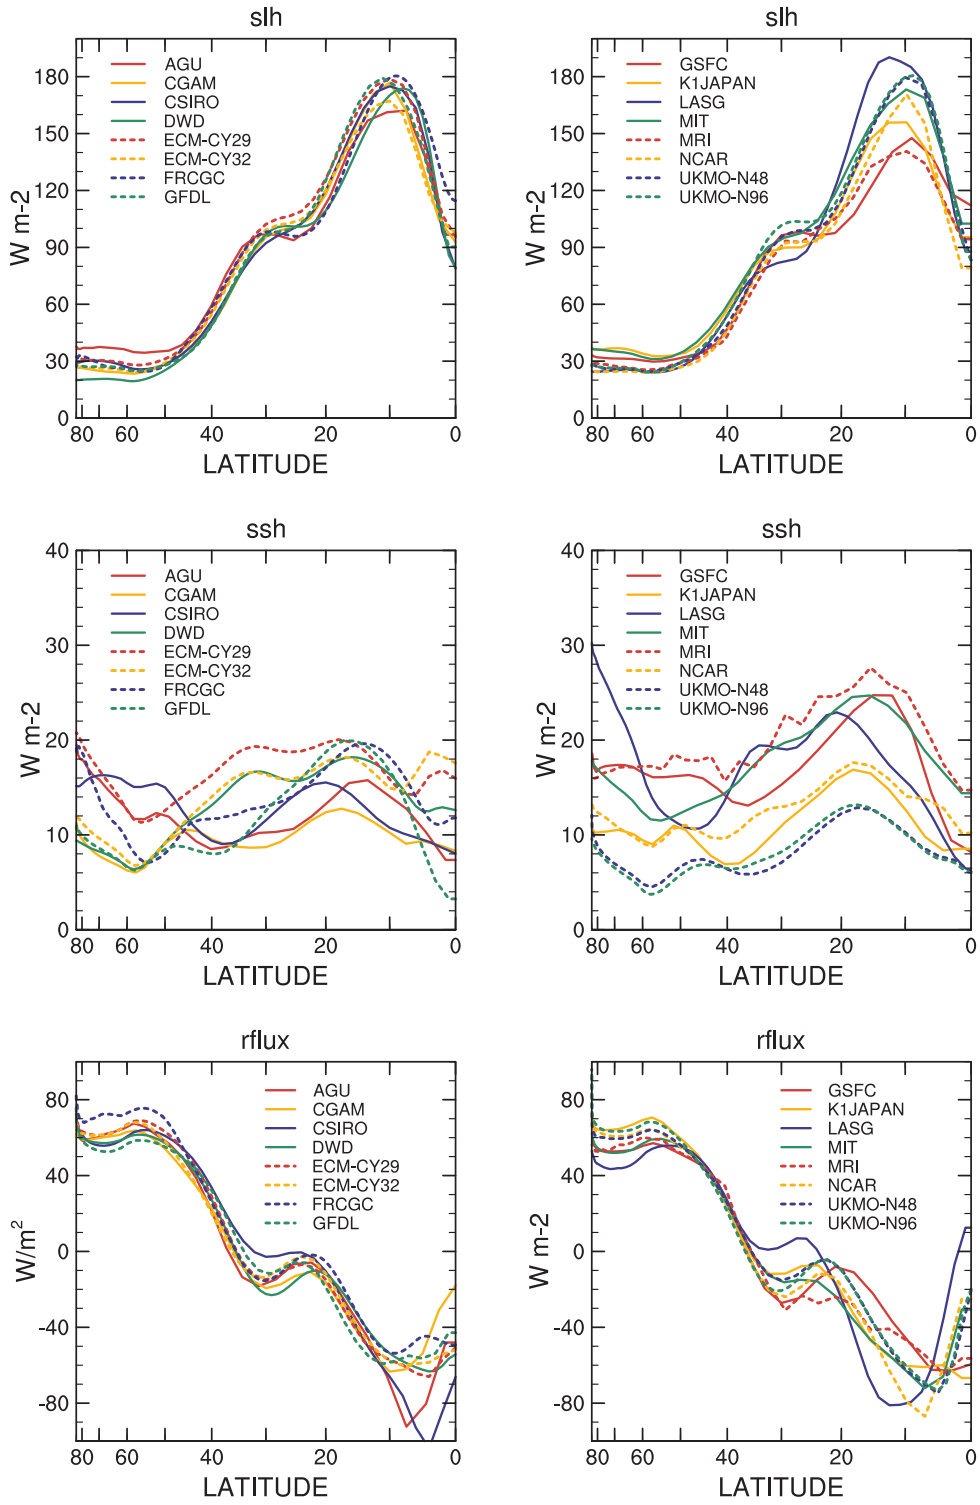 slh
W m-2
180
150
120
90
60
30
0
AGU
CGAM
CSIRO
DWD
ECM-CY29
ECM-CY32
FRCGC
GFDL
80 60 40 20 0
LATITUDE
slh
W m-2
180
150
120
90
60
30
0
GSFC
K1JAPAN
LASG
MIT
MRI
NCAR
UKMO-N48
UKMO-N96
80 60 40 20 0
LATITUDE
ssh
W m-2
40
30
20
10
0
AGU
CGAM
CSIRO
DWD
ECM-CY29
ECM-CY32
FRCGC
GFDL
80 60 40 20 0
LATITUDE
ssh
W m-2
40
30
20
10
0
GSFC
K1JAPAN
LASG
MIT
MRI
NCAR
UKMO-N48
UKMO-N96
80 60 40 20 0
LATITUDE
rflux
W/m²
80
40
0
-40
-80
AGU
CGAM
CSIRO
DWD
ECM-CY29
ECM-CY32
FRCGC
GFDL
80 60 40 20 0
LATITUDE
rflux
W m-2
80
40
0
-40
-80
GSFC
K1JAPAN
LASG
MIT
MRI
NCAR
UKMO-N48
UKMO-N96
80 60 40 20 0
LATITUDE